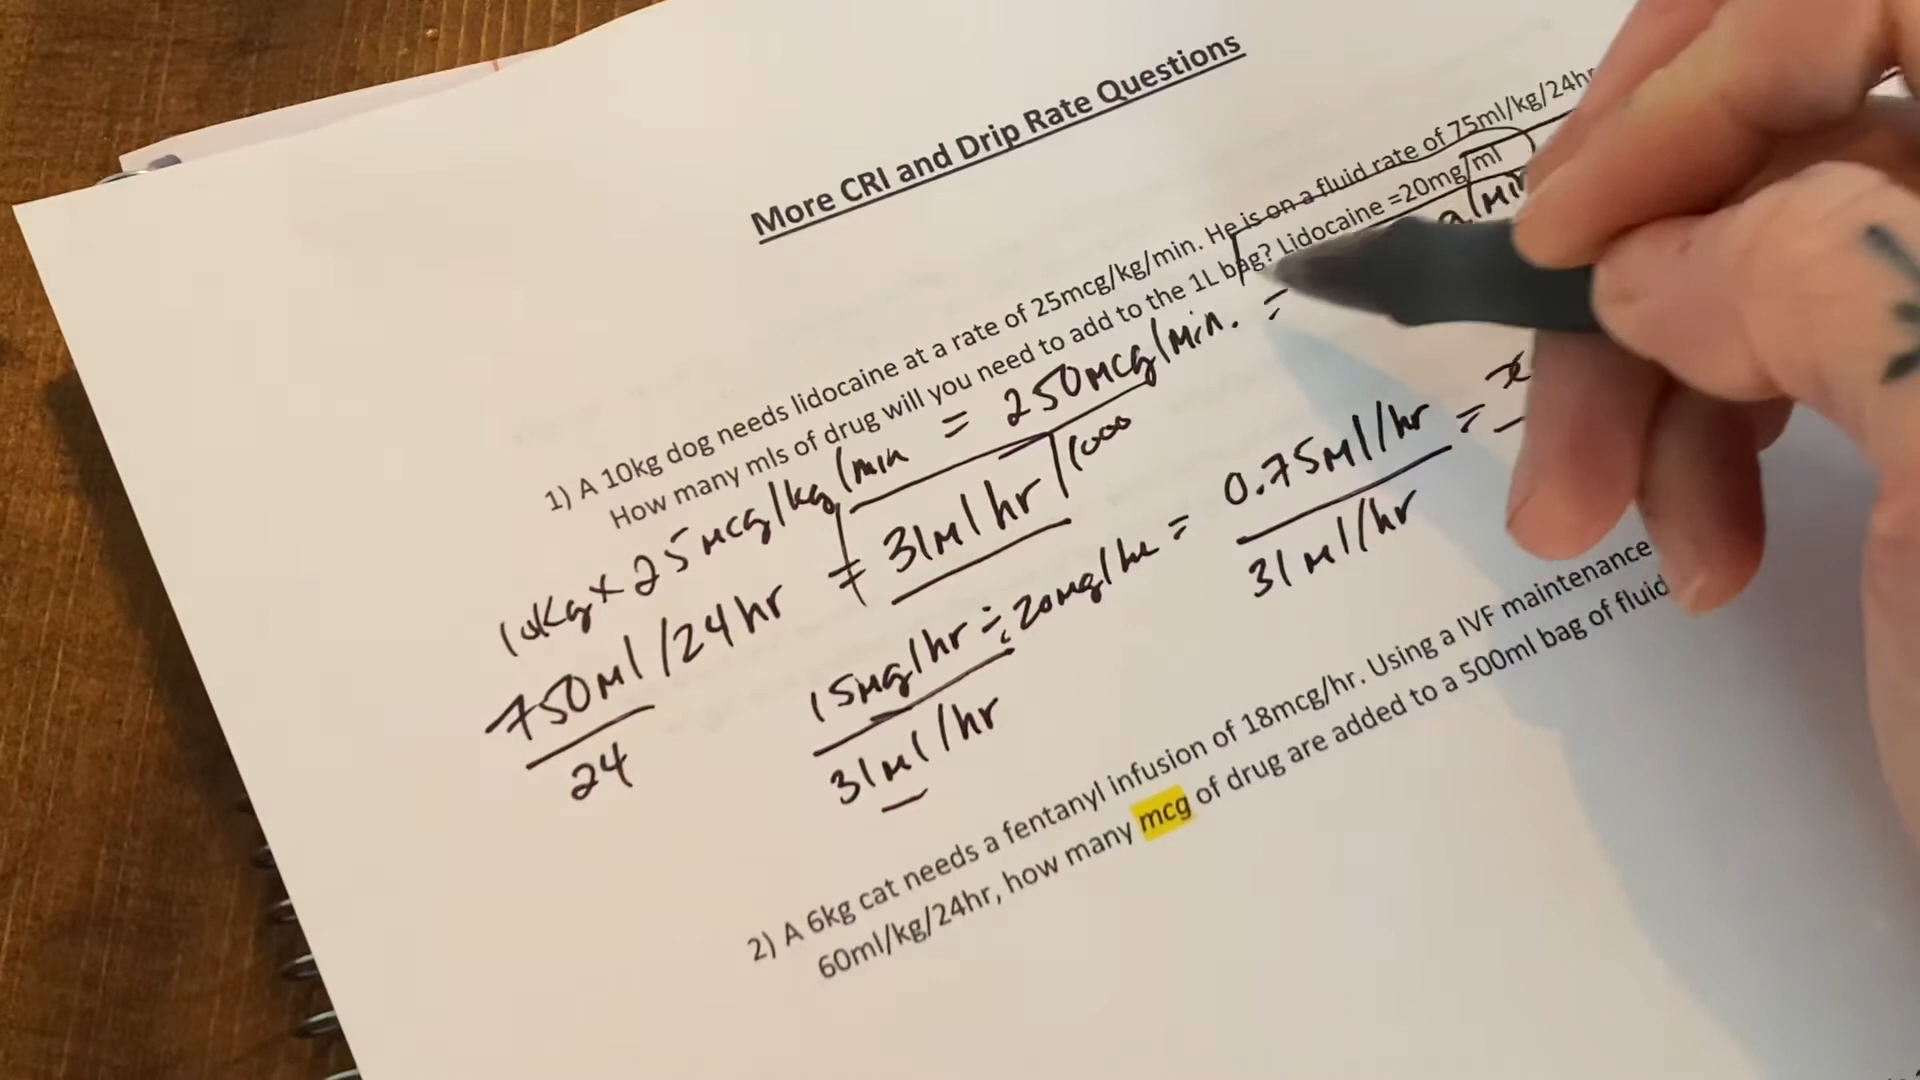 More CRI and Drip Rate Questions
1) A 10kg dog needs lidocaine at a rate of 25mcg/kg/min. He is on a fluid rate of 75ml/kg/24hr
How many mls of drug will you need to add to the 1L bag? Lidocaine =20mg/ml
10kg x 25mcg/kg/min = 250mcg/min. =
1000
750ml/24hr = 31ml/hr
24
15mg/hr ÷ 20mg/hr = 0.75ml/hr = x
31ml/hr 31ml/hr
2) A 6kg cat needs a fentanyl infusion of 18mcg/hr. Using a IVF maintenance
60ml/kg/24hr, how many mcg of drug are added to a 500ml bag of fluid